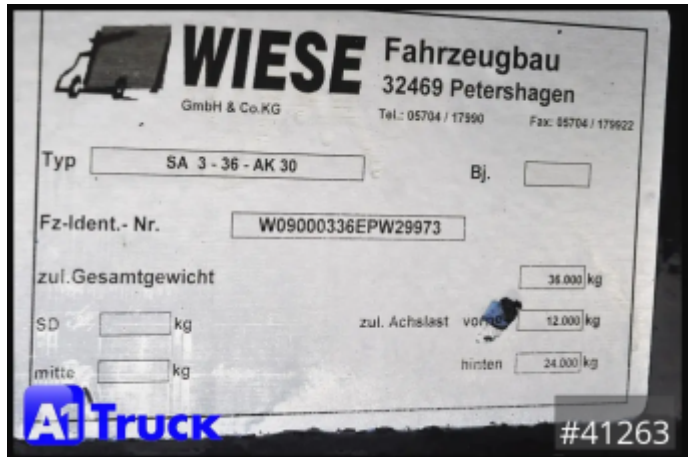 WIESE Fahrzeugbau
32469 Petershagen
GmbH & Co.KG
Tel.: 05704 / 17990 Fax: 05704 / 179922
Typ SA 3 - 36 - AK 30 Bj.
Fz-Ident.- Nr. W09000336EPW29973
zul.Gesamtgewicht 36.000 kg
SD kg zul. Achslast vorne 12.000 kg
mitte kg hinten 24.000 kg
A1 Truck
#41263